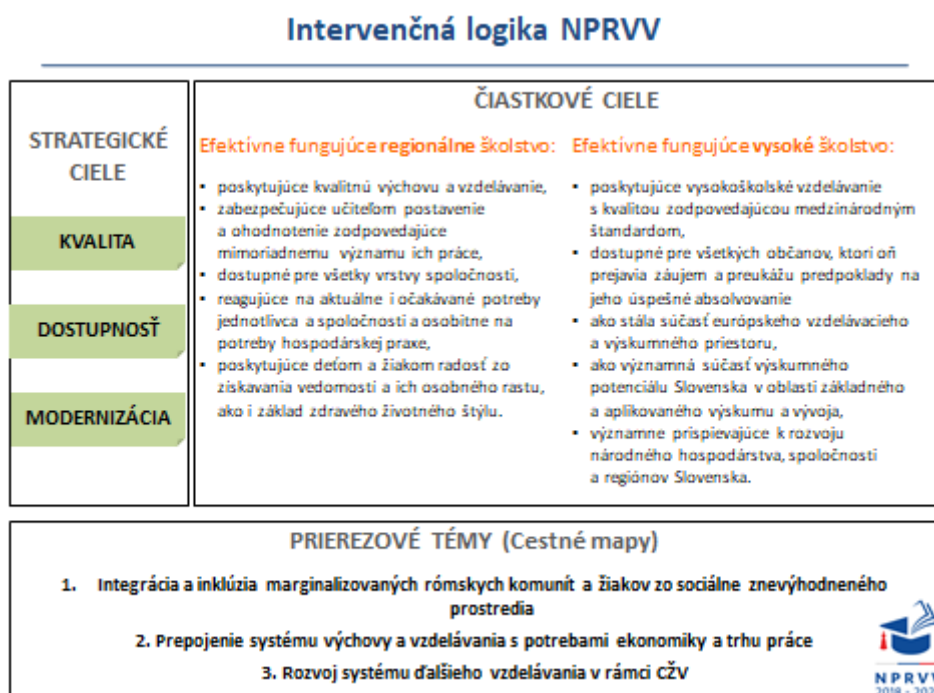 Intervenčná logika NPRVV
STRATEGICKÉ
CIELE
KVALITA
DOSTUPNOSŤ
MODERNIZÁCIA
ČIASTKOVÉ CIELE
Efektívne fungujúce regionálne školstvo:
▪ poskytujúce kvalitnú výchovu a vzdelávanie,
▪ zabezpečujúce učiteľom postavenie
a ohodnotenie zodpovedajúce
mimoriadnemu významu ich práce,
▪ dostupné pre všetky vrstvy spoločnosti,
▪ reagujúce na aktuálne i očakávané potreby
jednotlivca a spoločnosti a osobitne na
potreby hospodárskej praxe,
▪ poskytujúce deťom a žiakom radosť zo
získavania vedomostí a ich osobného rastu,
ako i základ zdravého životného štýlu.
Efektívne fungujúce vysoké školstvo:
▪ poskytujúce vysokoškolské vzdelávanie
s kvalitou zodpovedajúcou medzinárodným
štandardom,
▪ dostupné pre všetkých občanov, ktorí oň
prejavia záujem a preukážu predpoklady na
jeho úspešné absolvovanie
▪ ako stála súčasť európskeho vzdelávacieho
a výskumného priestoru,
▪ ako významná súčasť výskumného
potenciálu Slovenska v oblasti základného
a aplikovaného výskumu a vývoja,
▪ významne prispievajúce k rozvoju
národného hospodárstva, spoločnosti
a regiónov Slovenska.
PRIEREZOVÉ TÉMY (Cestné mapy)
1. Integrácia a inklúzia marginalizovaných rómskych komunít a žiakov zo sociálne znevýhodneného
prostredia
2. Prepojenie systému výchovy a vzdelávania s potrebami ekonomiky a trhu práce
3. Rozvoj systému ďalšieho vzdelávania v rámci CŽV